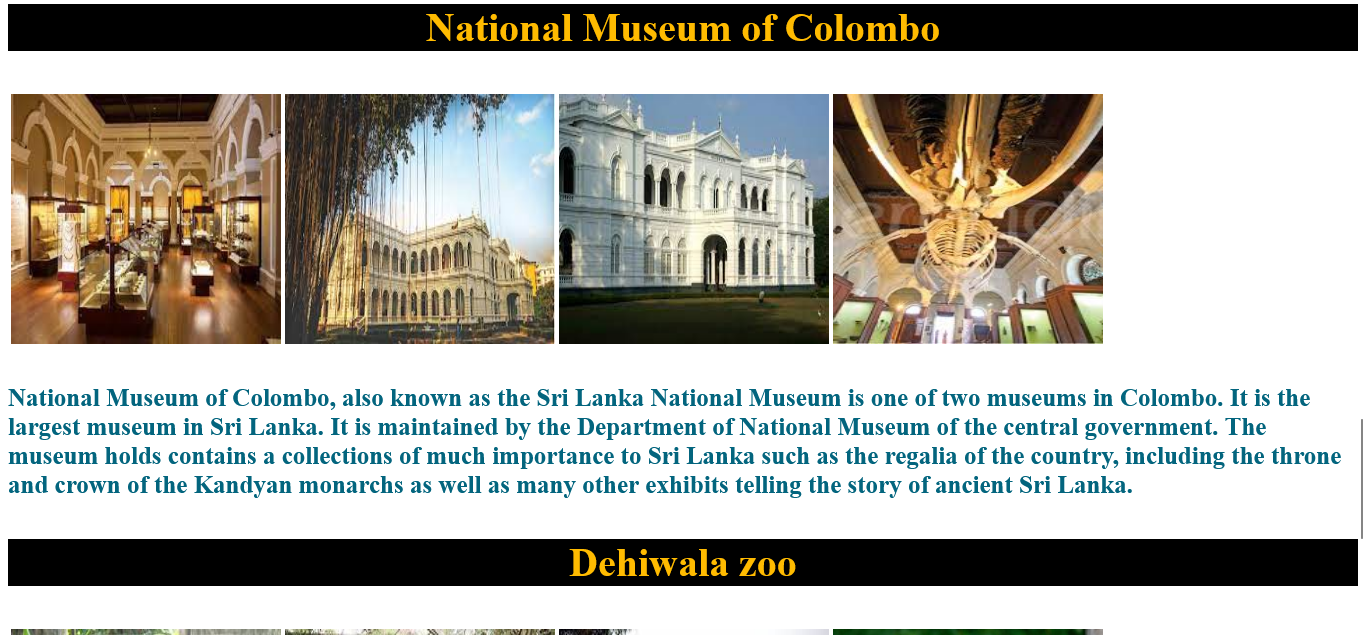 National Museum of Colombo
National Museum of Colombo, also known as the Sri Lanka National Museum is one of two museums in Colombo. It is the
largest museum in Sri Lanka. It is maintained by the Department of National Museum of the central government. The
museum holds contains a collections of much importance to Sri Lanka such as the regalia of the country, including the throne
and crown of the Kandyan monarchs as well as many other exhibits telling the story of ancient Sri Lanka.
Dehiwala zoo